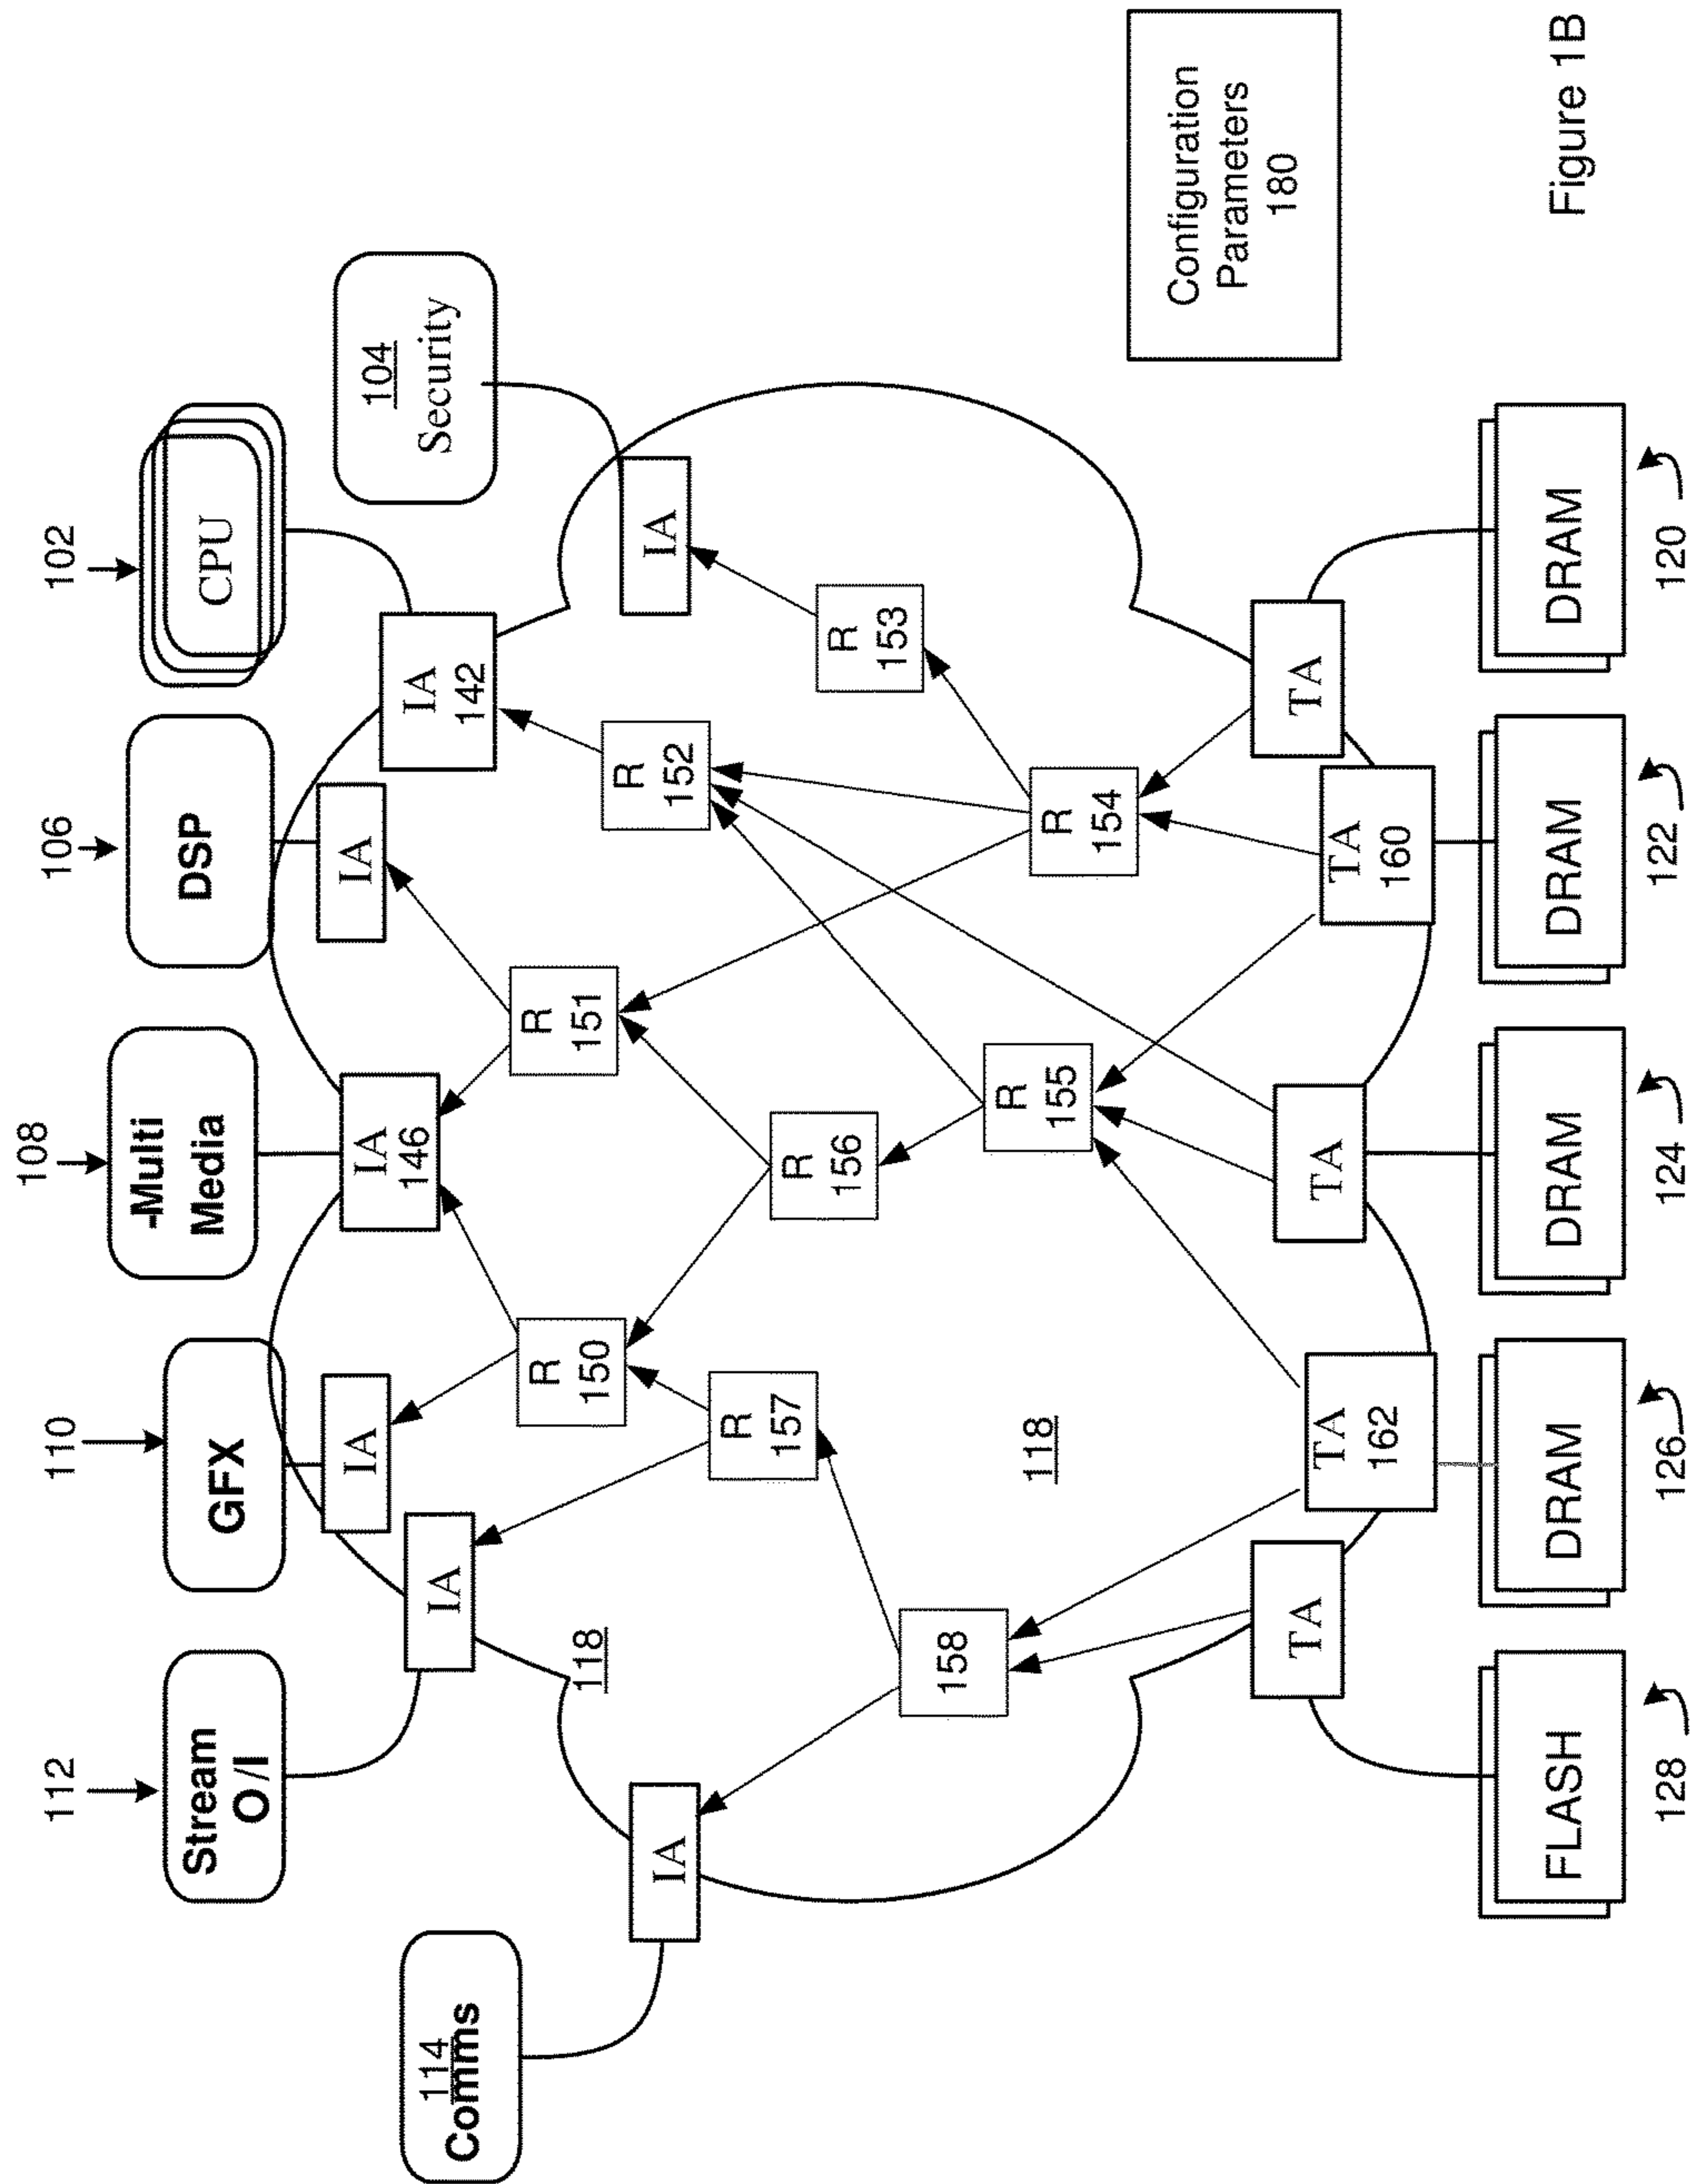 114
Comms
112
Stream
O/I
110
GFX
108
-Multi
Media
106
DSP
102
CPU
104
Security
IA
IA
IA
IA
146
IA
IA
142
IA
118
R
150
R
151
R
152
R
157
R
156
R
153
158
118
R
155
R
154
TA
TA
162
TA
TA
160
TA
FLASH
DRAM
DRAM
DRAM
DRAM
128
126
124
122
120
Configuration
Parameters
180
Figure 1B